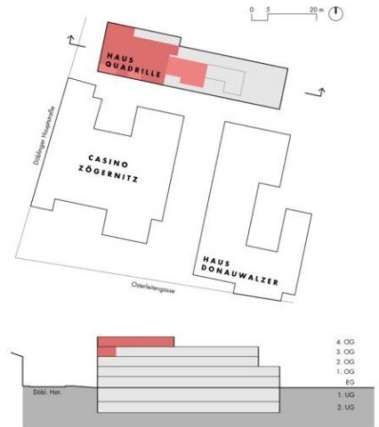 0 5 20 m
HAUS
QUADRILLE
Döblinger Hauptstraße
CASINO
ZÖGERNITZ
HAUS
DONAUWALZER
Osterleitengasse
4. OG
3. OG
2. OG
1. OG
EG
Döbl. Hstr.
1. UG
2. UG